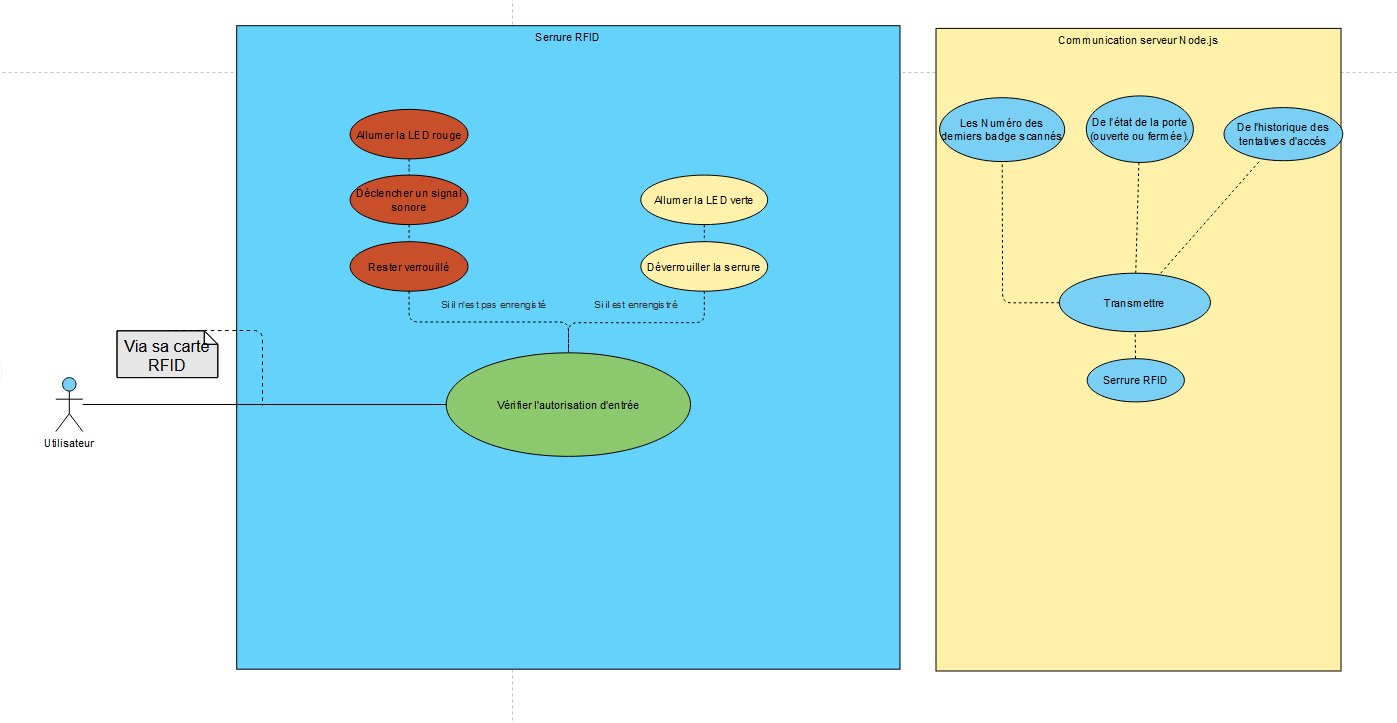 Serrure RFID
Allumer la LED rouge
Déclencher un signal
sonore
Rester verrouillé
Allumer la LED verte
Déverrouiller la serrure
Si il n'est pas enrengisté
Si il est enrengistré
Via sa carte
RFID
Utilisateur
Vérifier l'autorisation d'entrée
Communication serveur Node.js
Les Numéro des
derniers badge scannés
De l'état de la porte
(ouverte ou fermée).
De l'historique des
tentatives d'accés
Transmettre
Serrure RFID